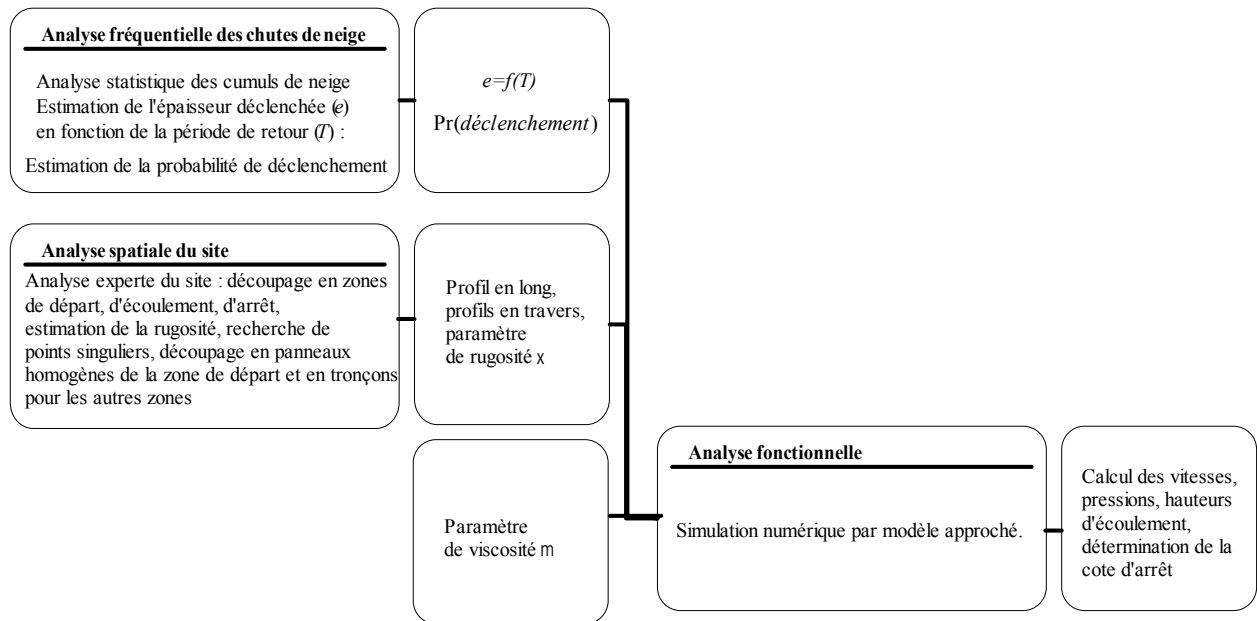 Analyse fréquentielle des chutes de neige
Analyse statistique des cumuls de neige
Estimation de l'épaisseur déclenchée (e)
en fonction de la période de retour (T) :
Estimation de la probabilité de déclenchement
e=f(T)
Pr(déclenchement)
Analyse spatiale du site
Analyse experte du site : découpage en zones
de départ, d'écoulement, d'arrêt,
estimation de la rugosité, recherche de
points singuliers, découpage en panneaux
homogènes de la zone de départ et en tronçons
pour les autres zones
Profil en long,
profils en travers,
paramètre
de rugosité x
Paramètre
de viscosité m
Analyse fonctionnelle
Simulation numérique par modèle approché.
Calcul des vitesses,
pressions, hauteurs
d'écoulement,
détermination de la
cote d'arrêt